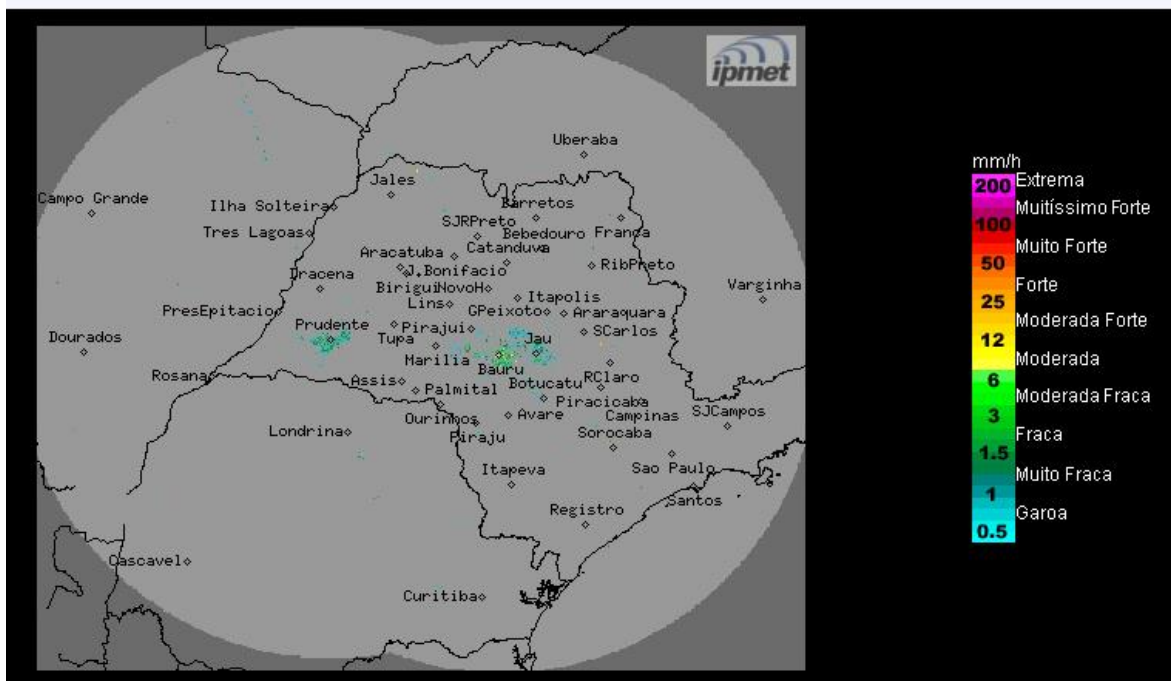 ipmet
Uberaba
Jales
Campo Grande
Ilha Solteira
Barretos
SJRPreto
Tres Lagoas
Bebedouro
Franca
Aracatuba
Catanduva
J.Bonifacio
RibPreto
Dracena
Birigui
NovoH
Varginha
Lins
Itapolis
PresEpitacio
GPeixoto
Araraquara
Prudente
Pirajui
SCarlos
Dourados
Tupa
Jau
Marilia
Bauru
Rosana
Assis
RClaro
Palmital
Botucatu
Piracicaba
Ourinhos
Avare
Campinas
SJCampos
Londrina
Piraju
Sorocaba
Itapeva
Sao Paulo
Santos
Registro
Cascavel
Curitiba
mm/h
200 Extrema
Muitíssimo Forte
100
Muito Forte
50
Forte
25
Moderada Forte
12
Moderada
6
Moderada Fraca
3
Fraca
1.5
Muito Fraca
1
Garoa
0.5